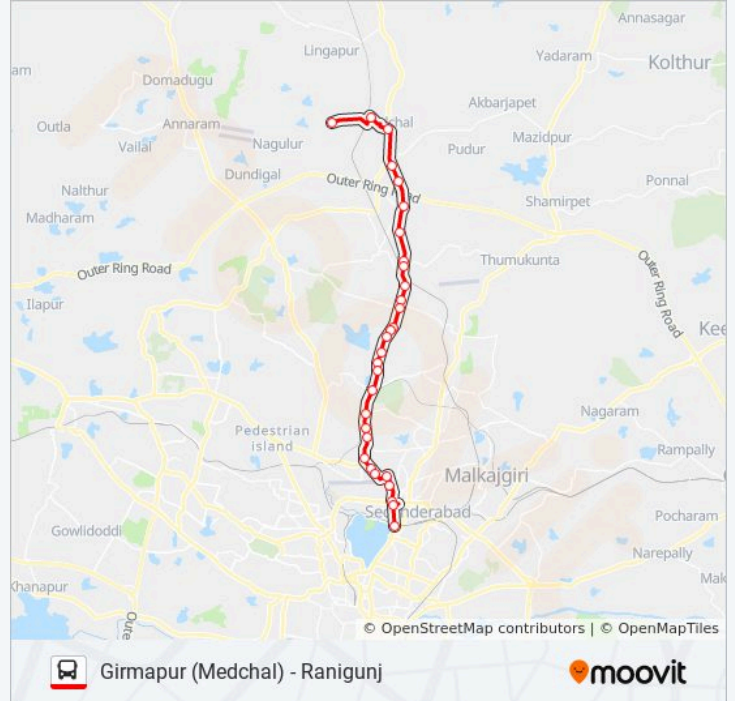 Annasagar
Lingapur
Yadaram
Kolthur
am
Domadugu
Akbarjapet
Outla
Annaram
chal
Mazidpur
Vailal
Nagulur
Pudur
Dundigal
Outer Ring Road
Ponnal
Nalthur
Shamirpet
Madharam
Outer Ring Road
Thumukunta
Outer Ring Road
Ilapur
Kee
Nagaram
Pedestrian
island
Rampally
Malkajgiri
Secunderabad
Pocharam
Gowlidoddi
Narepally
Khanapur
Mak
Oute
© OpenStreetMap contributors | © OpenMapTiles
Girmapur (Medchal) - Ranigunj
moovit